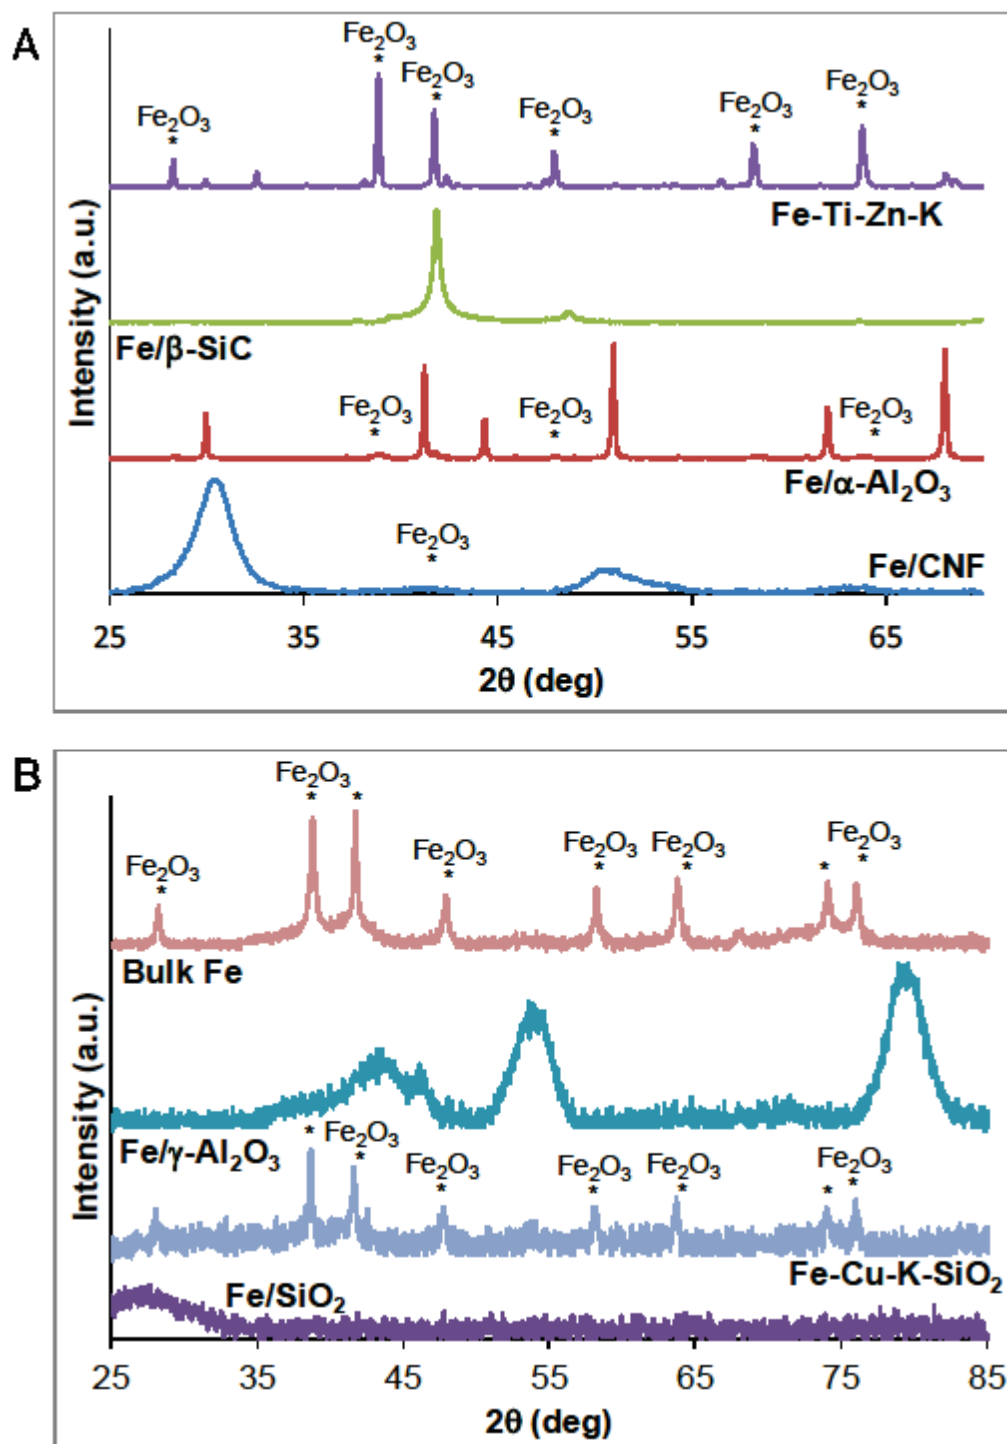 A
Fe2O3
* Fe2O3
*
Fe2O3
*
Fe2O3
*
Fe2O3
*
Fe2O3
*
Fe-Ti-Zn-K
Fe/β-SiC
Fe2O3
*
Fe2O3
*
Fe2O3
*
Fe/α-Al2O3
Fe2O3
*
Fe/CNF
Intensity (a.u.)
25 35 45 55 65
2θ (deg)
B
Fe2O3
* *
Fe2O3
*
Fe2O3
*
Fe2O3
*
Fe2O3
*
* Fe2O3
*
Bulk Fe
Fe/γ-Al2O3
* Fe2O3
*
Fe2O3
*
Fe2O3
*
Fe2O3
*
Fe2O3
* *
Fe-Cu-K-SiO2
Fe/SiO2
Intensity (a.u.)
25 35 45 55 65 75 85
2θ (deg)